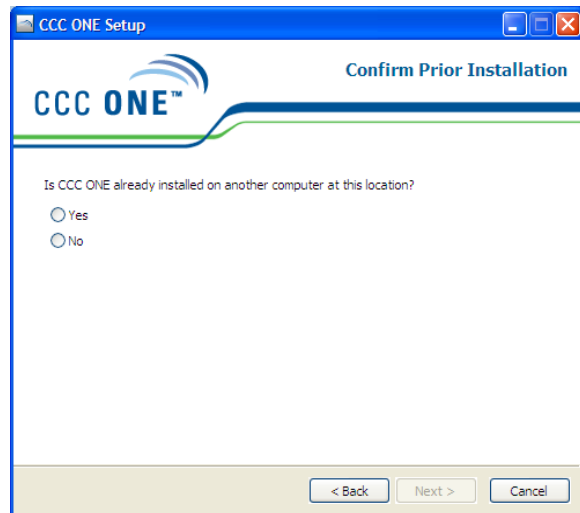 CCC ONE Setup
Confirm Prior Installation
CCC ONE™
Is CCC ONE already installed on another computer at this location?
Yes
No
< Back
Next >
Cancel